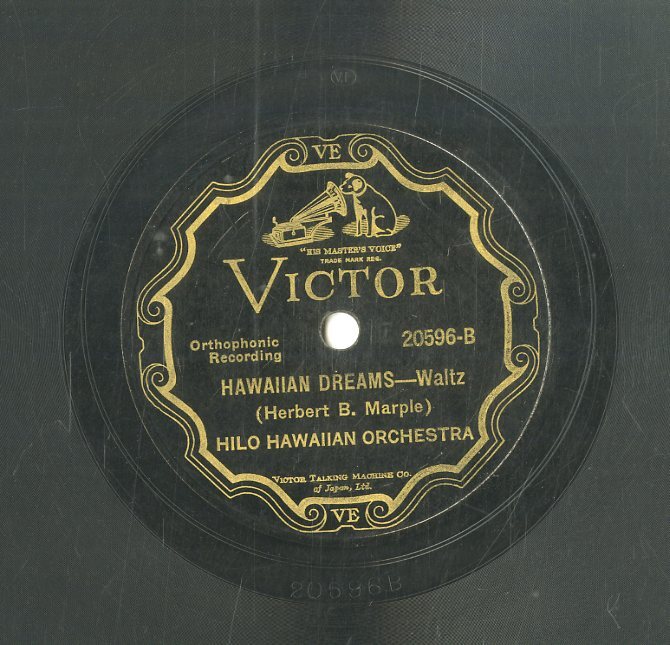 VE
"HIS MASTER'S VOICE"
TRADE MARK REG.
VICTOR
Orthophonic
Recording
20596-B
HAWAIIAN DREAMS—Waltz
(Herbert B. Marple)
HILO HAWAIIAN ORCHESTRA
VICTOR TALKING MACHINE CO.
of Japan, Ltd.
VE
20596B